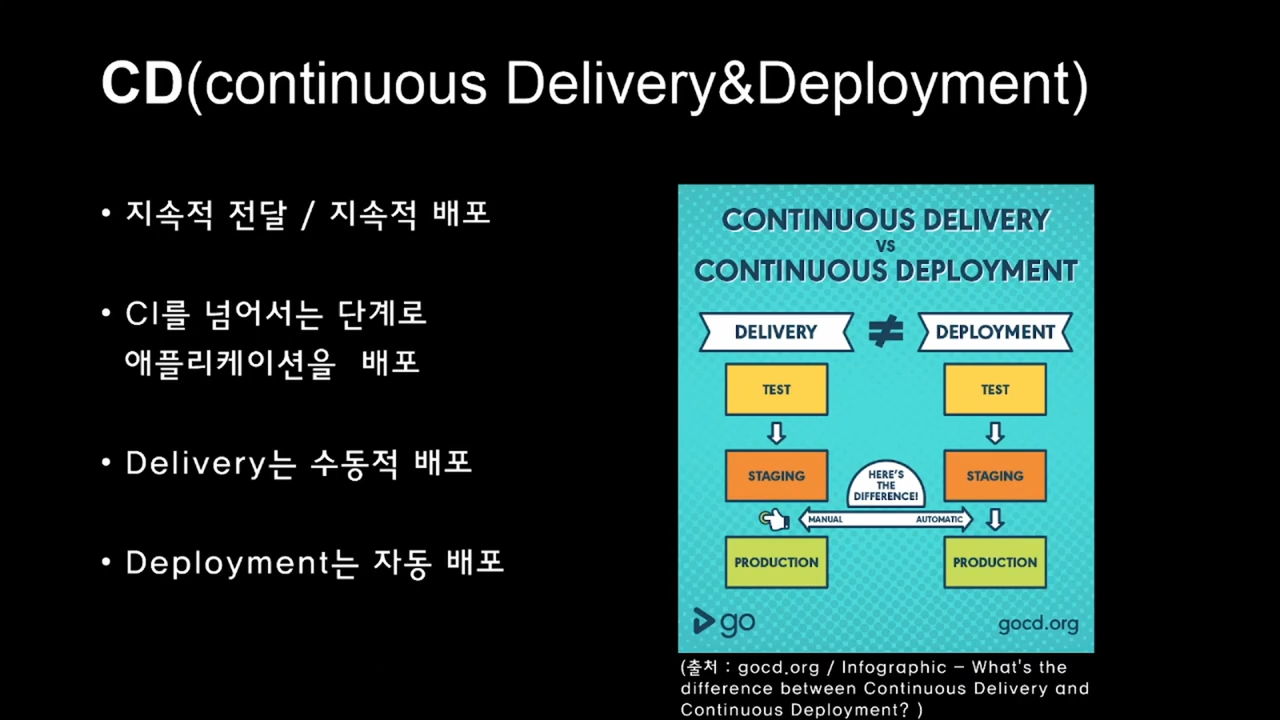 CD(continuous Delivery&Deployment)
• 지속적 전달 / 지속적 배포
• CI를 넘어서는 단계로
애플리케이션을 배포
• Delivery는 수동적 배포
• Deployment는 자동 배포
CONTINUOUS DELIVERY
VS
CONTINUOUS DEPLOYMENT
DELIVERY ≠ DEPLOYMENT
TEST TEST
STAGING HERE'S THE DIFFERENCE! STAGING
MANUAL AUTOMATIC
PRODUCTION PRODUCTION
go gocd.org
(출처 : gocd.org / Infographic – What's the
difference between Continuous Delivery and
Continuous Deployment? )